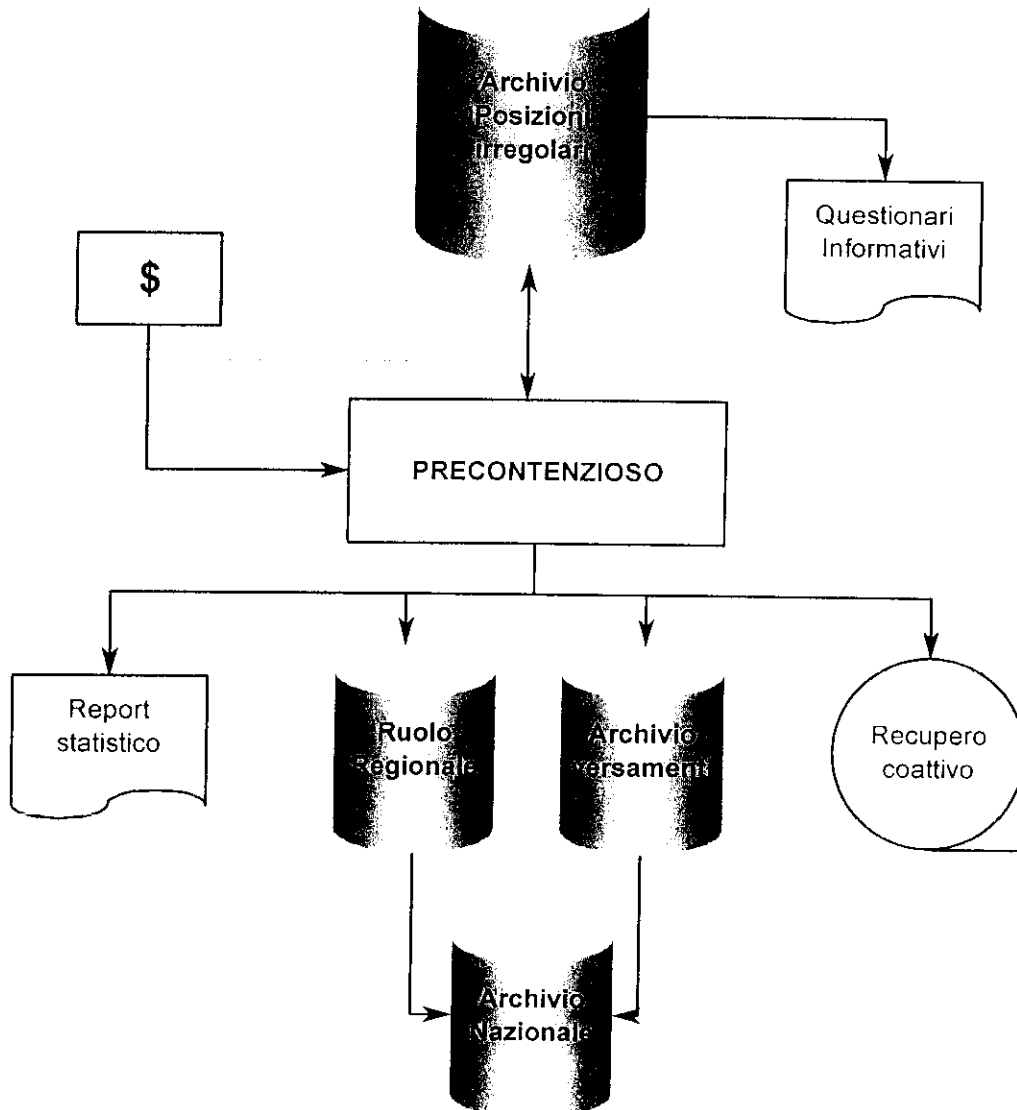 Archivio
Posizioni
irregolari
Questionari
Informativi
$
PRECONTENZIOSO
Report
statistico
Ruolo
Regionale
Archivio
versamenti
Recupero
coattivo
Archivio
Nazionale